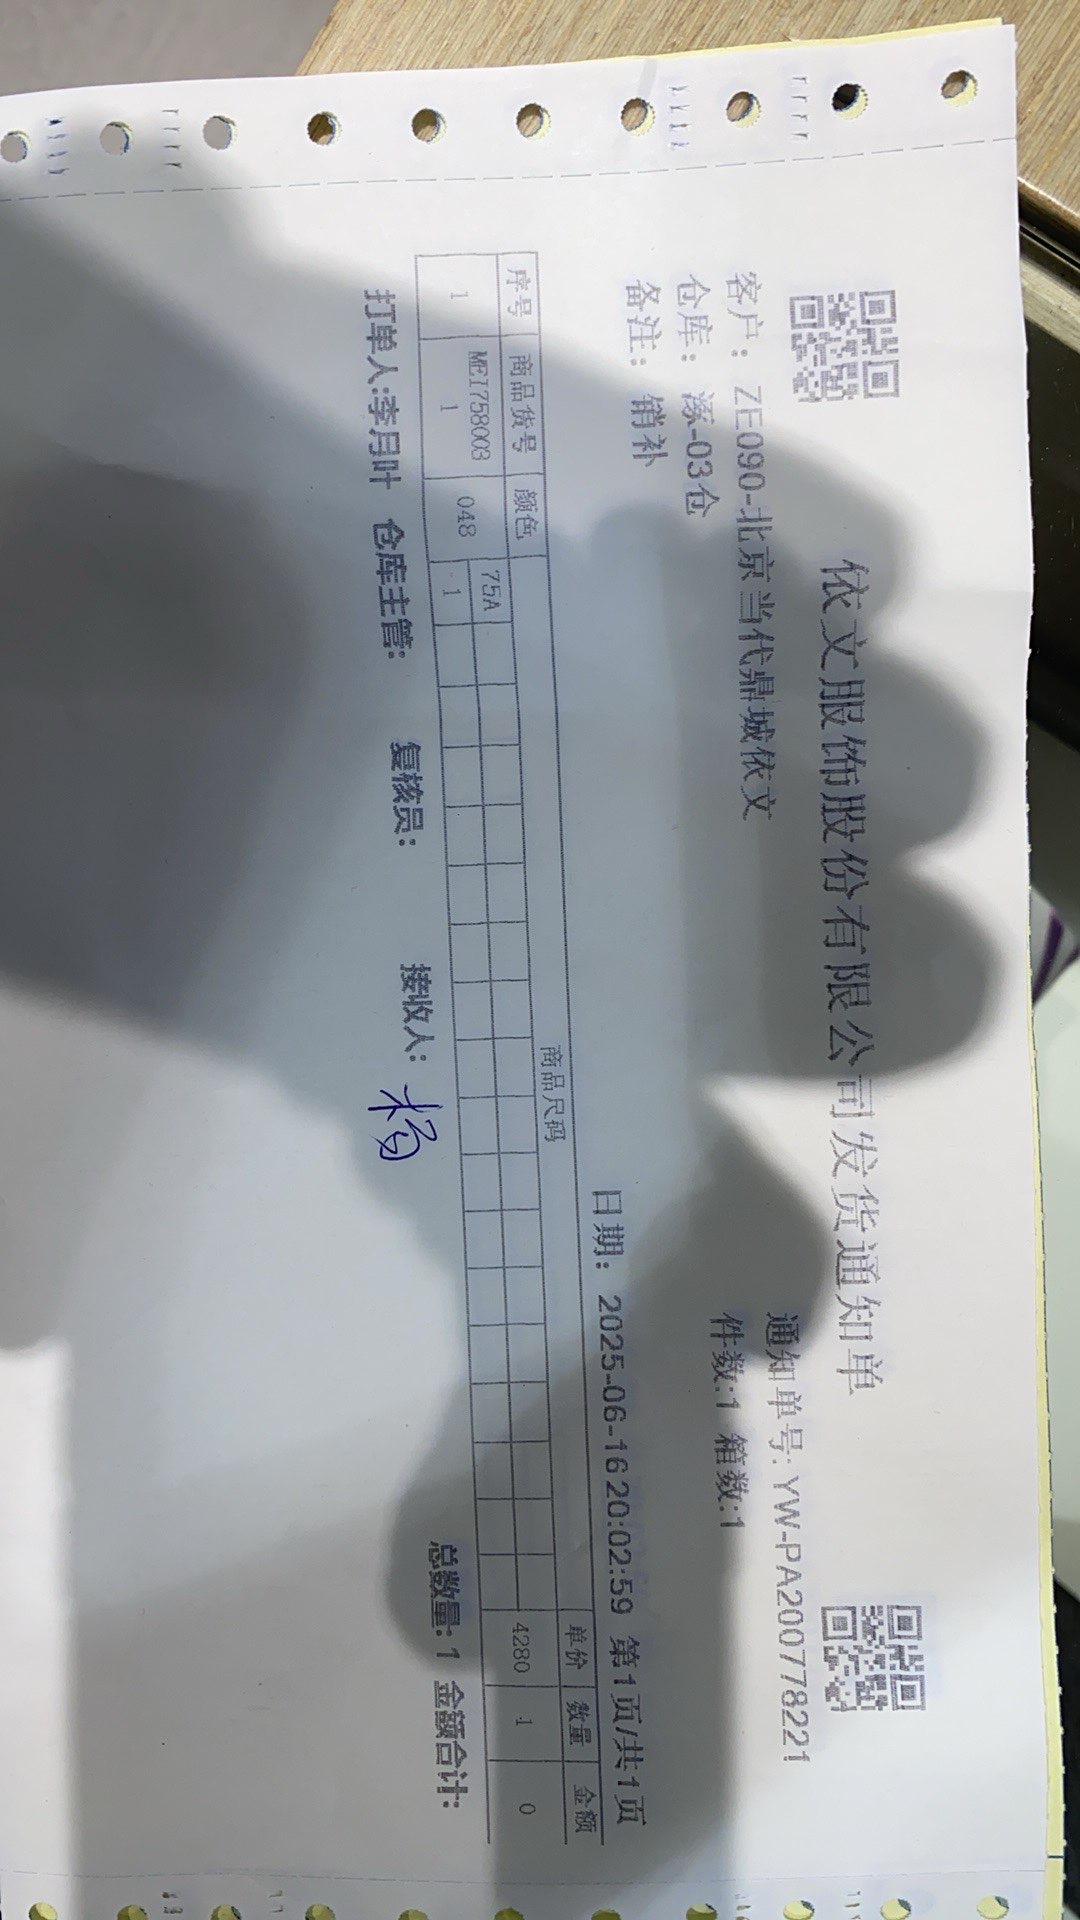 依文服饰股份有限公司发货通知单
通知单号: YW-PA200778221
客户: ZE090-北京当代鼎城依文
件数:1 箱数:1
仓库: 添-03仓
备注: 销补
日期: 2025-06-16 20:02:59 第1页/共1页
序号 商品货号 颜色 商品尺码 单价 数量 金额
75A
1 MEI758003 1 048 1 4280 1 0
打单人:李月叶 仓库主管: 复核员: 接收人: 杨 总数量: 1 金额合计: